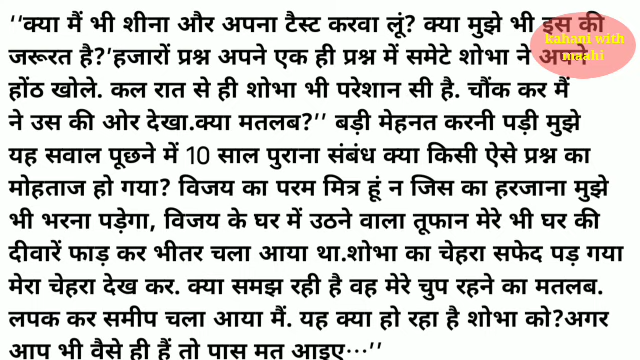 ‘‘क्या मैं भी शीना और अपना टैस्ट करवा लूं? क्या मुझे भी इस की
जरूरत है?’हजारों प्रश्न अपने एक ही प्रश्न में समेटे शोभा ने अपने
होंठ खोले. कल रात से ही शोभा भी परेशान सी है. चौंक कर मैं
ने उस की ओर देखा.क्या मतलब?’’ बड़ी मेहनत करनी पड़ी मुझे
यह सवाल पूछने में 10 साल पुराना संबंध क्या किसी ऐसे प्रश्न का
मोहताज हो गया? विजय का परम मित्र हूं न जिस का हरजाना मुझे
भी भरना पड़ेगा, विजय के घर में उठने वाला तूफान मेरे भी घर की
दीवारें फाड़ कर भीतर चला आया था.शोभा का चेहरा सफेद पड़ गया
मेरा चेहरा देख कर. क्या समझ रही है वह मेरे चुप रहने का मतलब.
लपक कर समीप चला आया मैं. यह क्या हो रहा है शोभा को?अगर
आप भी वैसे ही हैं तो पास मत आइए···’’
kahani with
maahi